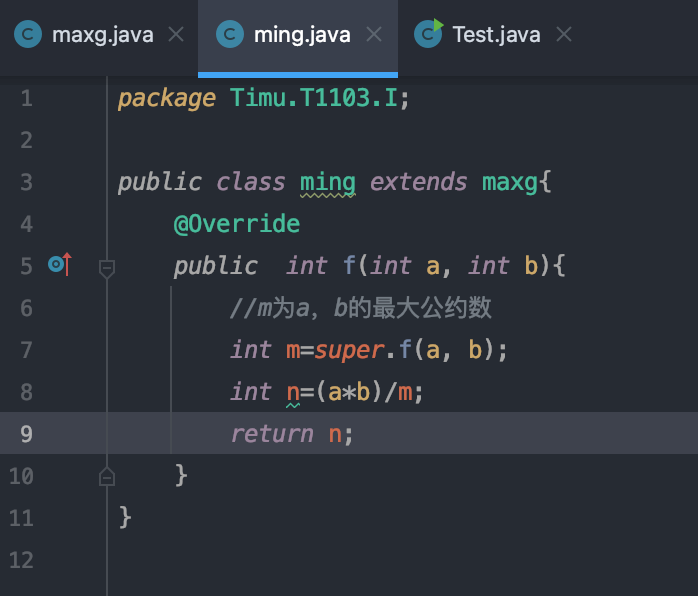 maxg.java
ming.java
Test.java
1 package Timu.T1103.I;
2
3 public class ming extends maxg{
4 @Override
5 public  int f(int a, int b){
6 //m为a，b的最大公约数
7 int m=super.f(a, b);
8 int n=(a*b)/m;
9 return n;
10 }
11 }
12